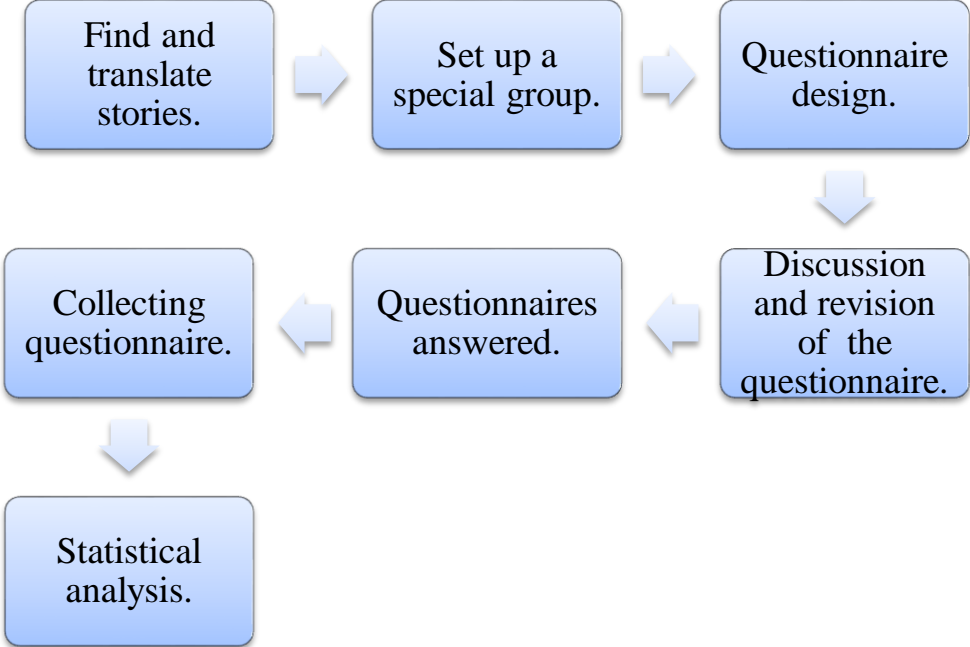 Find and
translate
stories.
Set up a
special group.
Questionnaire
design.
Discussion
and revision
of the
questionnaire.
Questionnaires
answered.
Collecting
questionnaire.
Statistical
analysis.